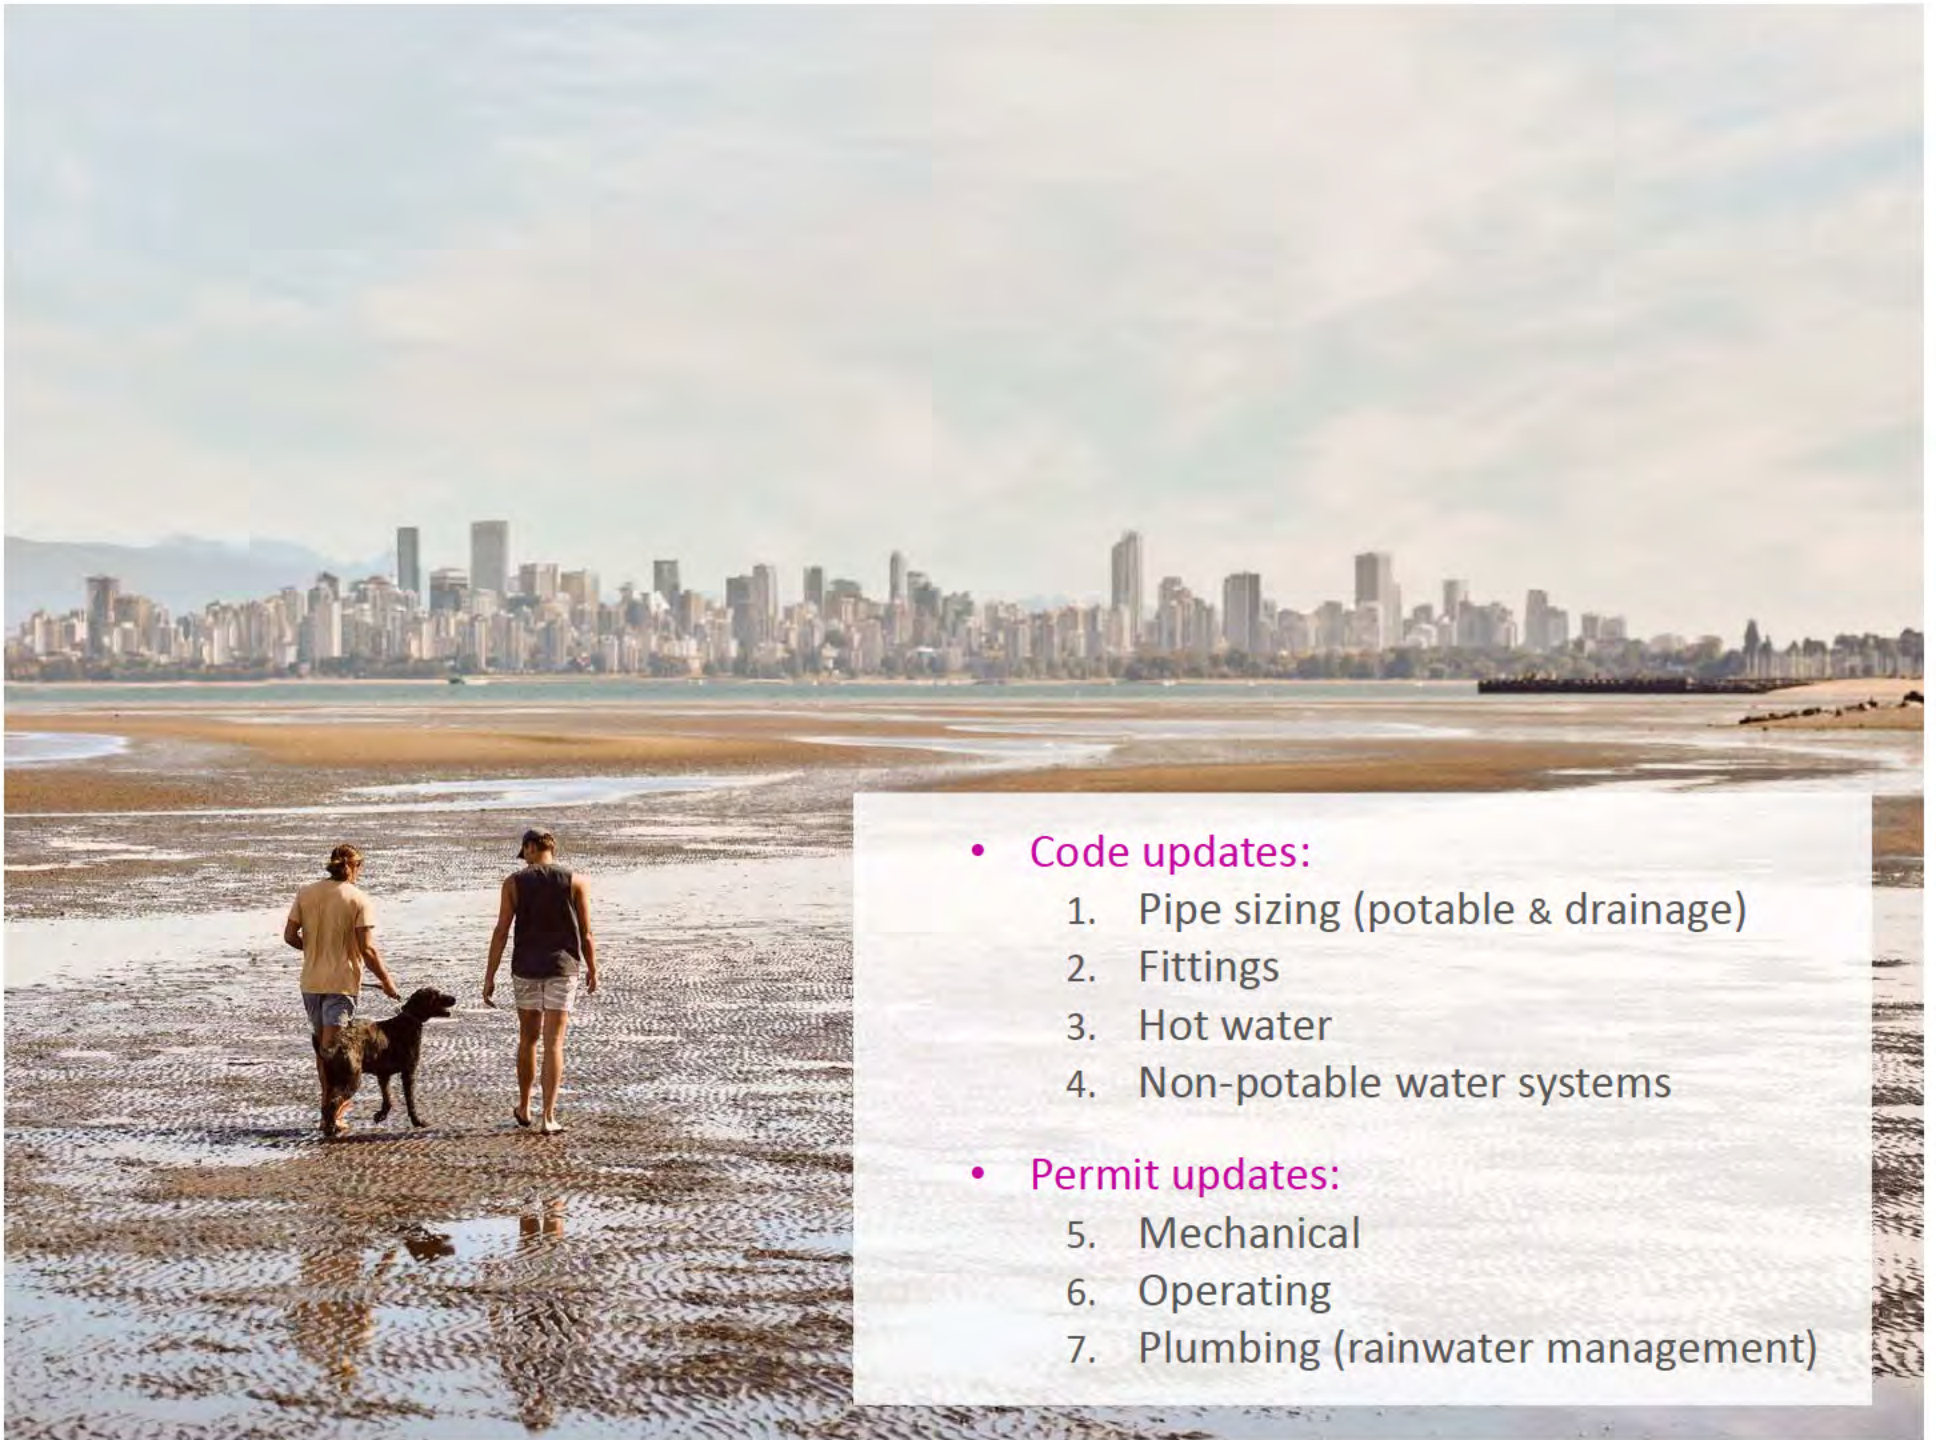 • Code updates:
1. Pipe sizing (potable & drainage)
2. Fittings
3. Hot water
4. Non-potable water systems
• Permit updates:
5. Mechanical
6. Operating
7. Plumbing (rainwater management)